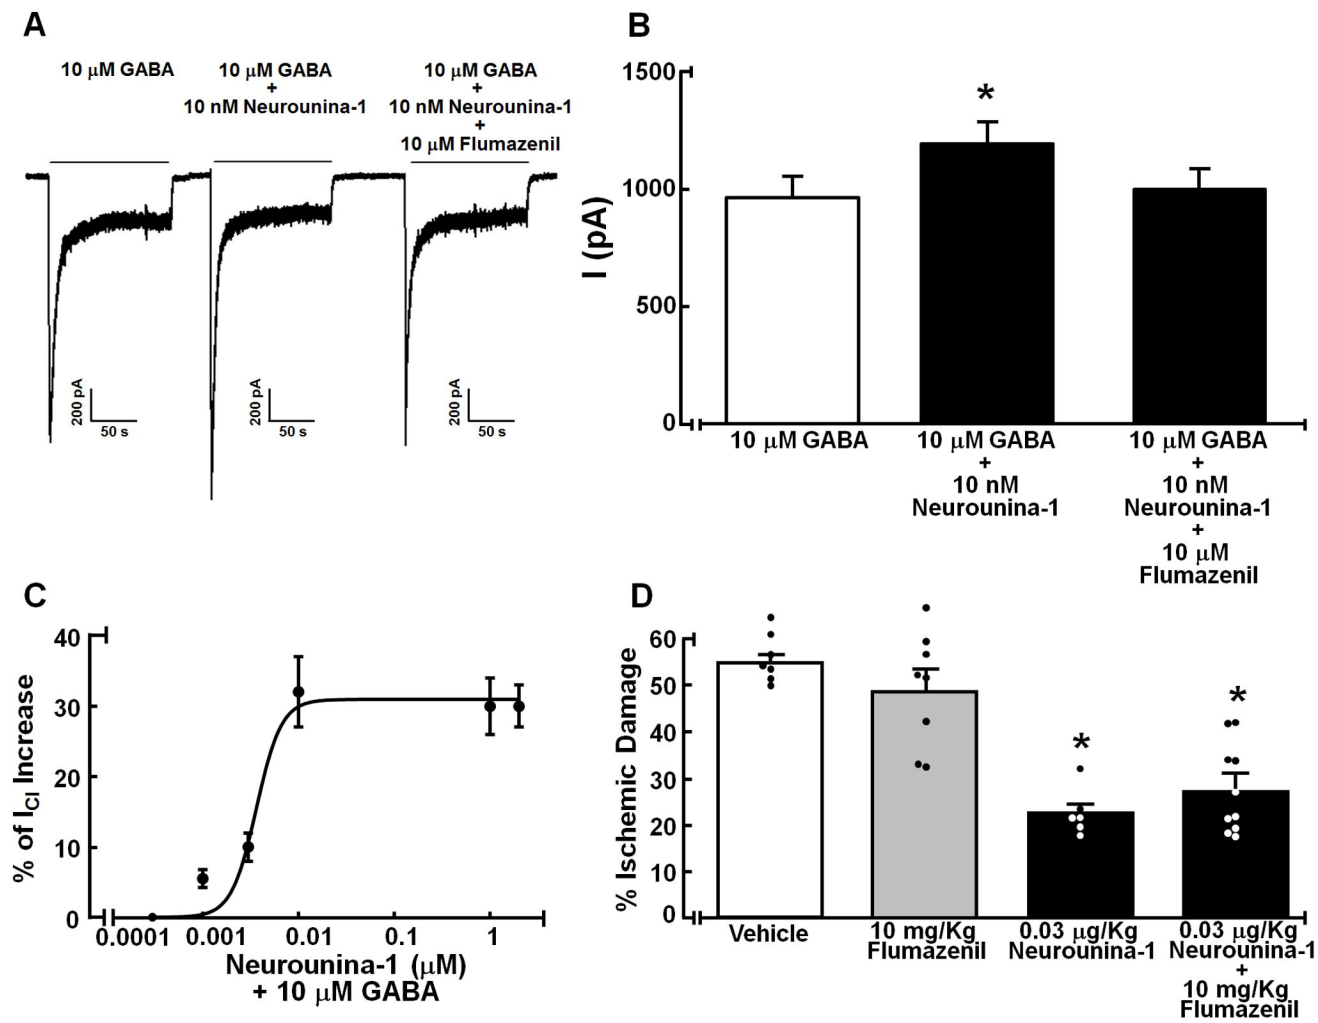 A
10 µM GABA
10 µM GABA
+
10 nM Neurounina-1
10 µM GABA
+
10 nM Neurounina-1
+
10 µM Flumazenil
200 pA
50 s
200 pA
50 s
200 pA
50 s
B
I (pA)
1500
1000
500
0
*
10 µM GABA
10 µM GABA
+
10 nM
Neurounina-1
10 µM GABA
+
10 nM
Neurounina-1
+
10 µM
Flumazenil
C
% of ICl Increase
40
30
20
10
0
0.0001
0.001
0.01
0.1
1
Neurounina-1 (µM)
+ 10 µM GABA
D
% Ischemic Damage
60
50
40
30
20
10
0
*
*
Vehicle
10 mg/Kg
Flumazenil
0.03 µg/Kg
Neurounina-1
0.03 µg/Kg
Neurounina-1
+
10 mg/Kg
Flumazenil